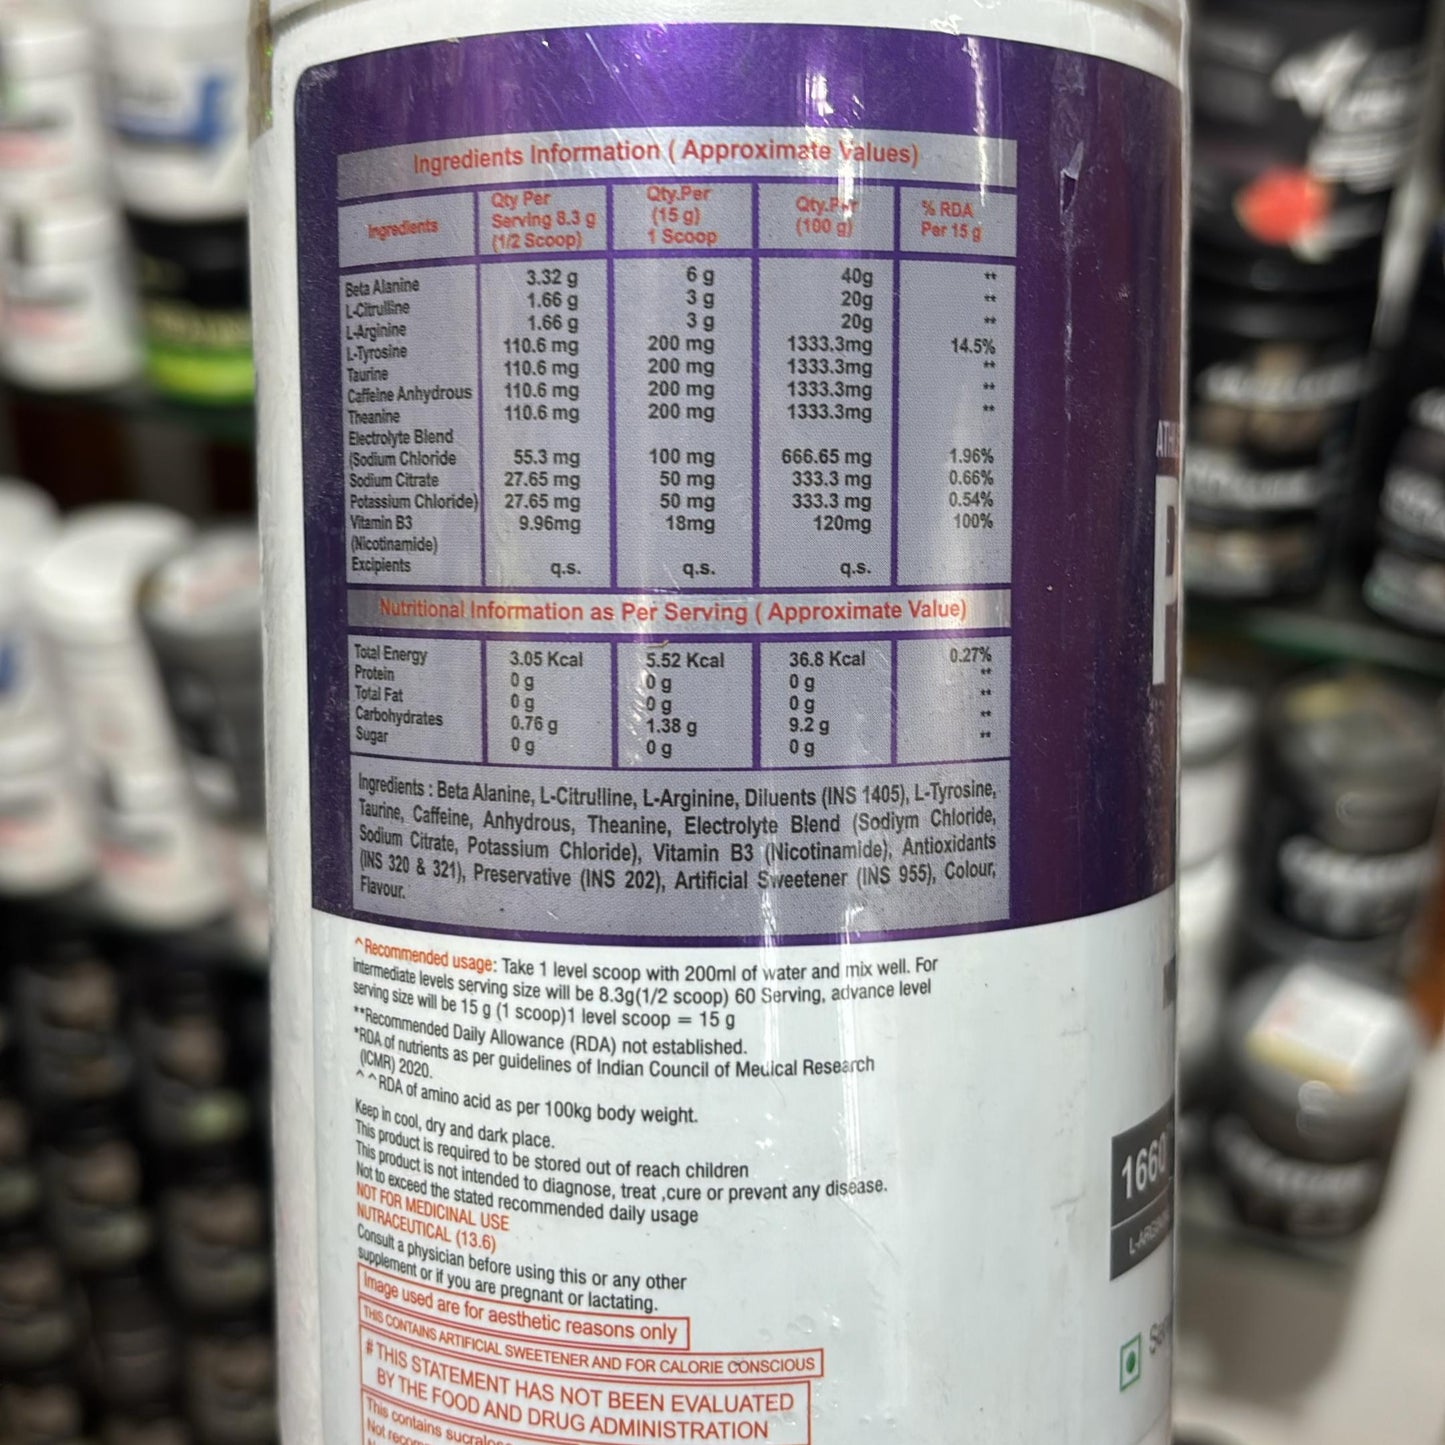 Ingredients Information ( Approximate Values)
Ingredients Qty Per Serving 8.3 g (1/2 Scoop) Qty.Per (15 g) 1 Scoop Qty.Per (100 g) % RDA Per 15 g
Beta Alanine 3.32 g 6 g 40g **
L-Citrulline 1.66 g 3 g 20g **
L-Arginine 1.66 g 3 g 20g **
L-Tyrosine 110.6 mg 200 mg 1333.3mg 14.5%
Taurine 110.6 mg 200 mg 1333.3mg **
Caffeine Anhydrous 110.6 mg 200 mg 1333.3mg **
Theanine 110.6 mg 200 mg 1333.3mg **
Electrolyte Blend
(Sodium Chloride 55.3 mg 100 mg 666.65 mg 1.96%
Sodium Citrate 27.65 mg 50 mg 333.3 mg 0.66%
Potassium Chloride) 27.65 mg 50 mg 333.3 mg 0.54%
Vitamin B3 9.96mg 18mg 120mg 100%
(Nicotinamide)
Excipients q.s. q.s. q.s.
Nutritional Information as Per Serving ( Approximate Value)
Total Energy 3.05 Kcal 5.52 Kcal 36.8 Kcal 0.27%
Protein 0 g 0 g 0 g **
Total Fat 0 g 0 g 0 g **
Carbohydrates 0.76 g 1.38 g 9.2 g **
Sugar 0 g 0 g 0 g **
Ingredients : Beta Alanine, L-Citrulline, L-Arginine, Diluents (INS 1405), L-Tyrosine,
Taurine, Caffeine, Anhydrous, Theanine, Electrolyte Blend (Sodiym Chloride,
Sodium Citrate, Potassium Chloride), Vitamin B3 (Nicotinamide), Antioxidants
(INS 320 & 321), Preservative (INS 202), Artificial Sweetener (INS 955), Colour,
Flavour.
^Recommended usage: Take 1 level scoop with 200ml of water and mix well. For
intermediate levels serving size will be 8.3g(1/2 scoop) 60 Serving, advance level
serving size will be 15 g (1 scoop)1 level scoop = 15 g
**Recommended Daily Allowance (RDA) not established.
*RDA of nutrients as per guidelines of Indian Council of Medical Research
(ICMR) 2020.
^^RDA of amino acid as per 100kg body weight.
Keep in cool, dry and dark place.
This product is required to be stored out of reach children
This product is not intended to diagnose, treat ,cure or prevant any disease.
Not to exceed the stated recommended daily usage
NOT FOR MEDICINAL USE
NUTRACEUTICAL (13.6)
Consult a physician before using this or any other
supplement or if you are pregnant or lactating.
Image used are for aesthetic reasons only
THIS CONTAINS ARTIFICIAL SWEETENER AND FOR CALORIE CONSCIOUS
# THIS STATEMENT HAS NOT BEEN EVALUATED
BY THE FOOD AND DRUG ADMINISTRATION
This contains
1660